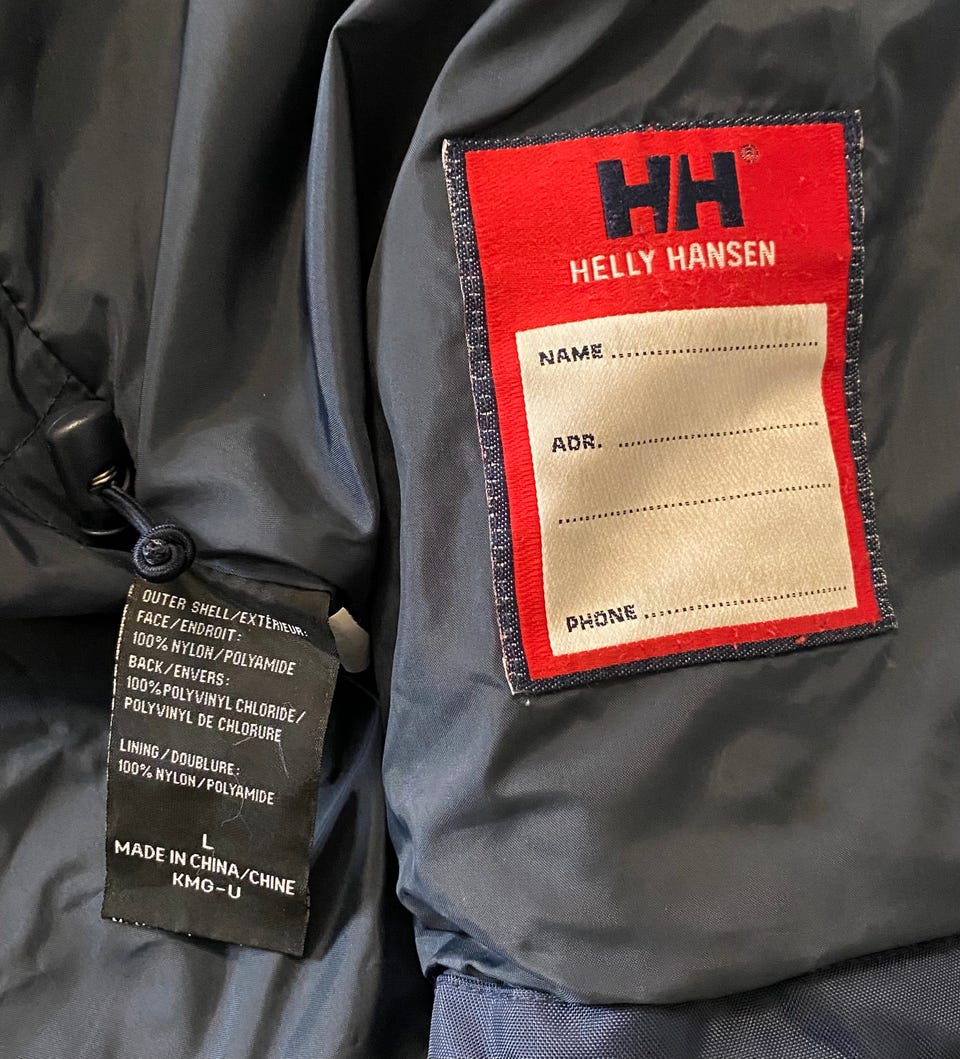 HH®
HELLY HANSEN
NAME
ADR.
PHONE
OUTER SHELL/EXTÉRIEUR:
FACE/ENDROIT:
100% NYLON/POLYAMIDE
BACK/ENVERS:
100% POLYVINYL CHLORIDE/
POLYVINYL DE CHLORURE
LINING/DOUBLURE:
100% NYLON/POLYAMIDE
L
MADE IN CHINA/CHINE
KMG-U